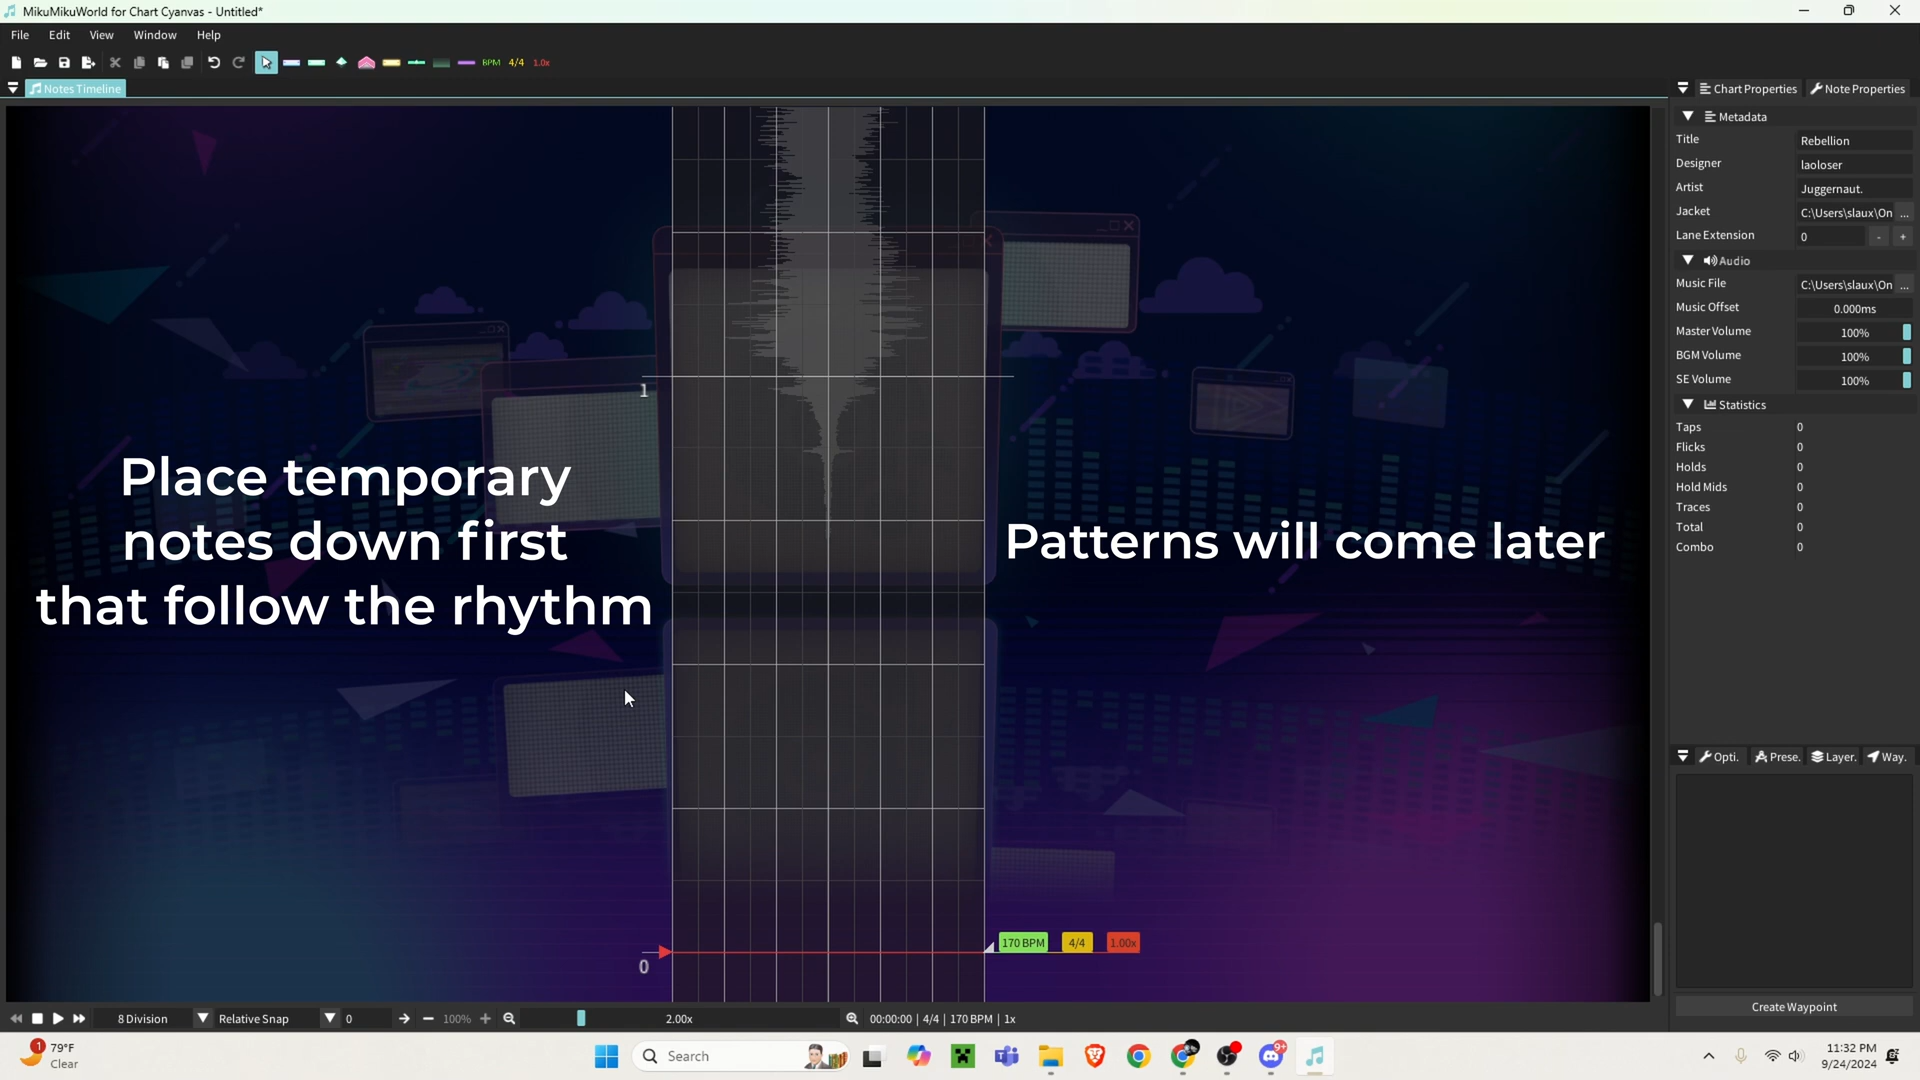 MikuMikuWorld for Chart Cyanvas - Untitled*
File Edit View Window Help
BPM 4/4 1.0x
Notes Timeline
Chart Properties Note Properties
Metadata
Title Rebellion
Designer laoloser
Artist Juggernaut.
Jacket C:\Users\slaux\On ...
Lane Extension 0 - +
Audio
Music File C:\Users\slaux\On ...
Music Offset 0.000ms
Master Volume 100%
BGM Volume 100%
SE Volume 100%
Statistics
Taps 0
Flicks 0
Holds 0
Hold Mids 0
Traces 0
Total 0
Combo 0
1
Place temporary
notes down first
that follow the rhythm
Patterns will come later
Opti. Prese. Layer. Way.
170 BPM 4/4 1.00x
0
Create Waypoint
8 Division Relative Snap 0 100% 2.00x 00:00:00 | 4/4 | 170 BPM | 1x
1
79°F
Clear
Search
9+
11:32 PM
9/24/2024